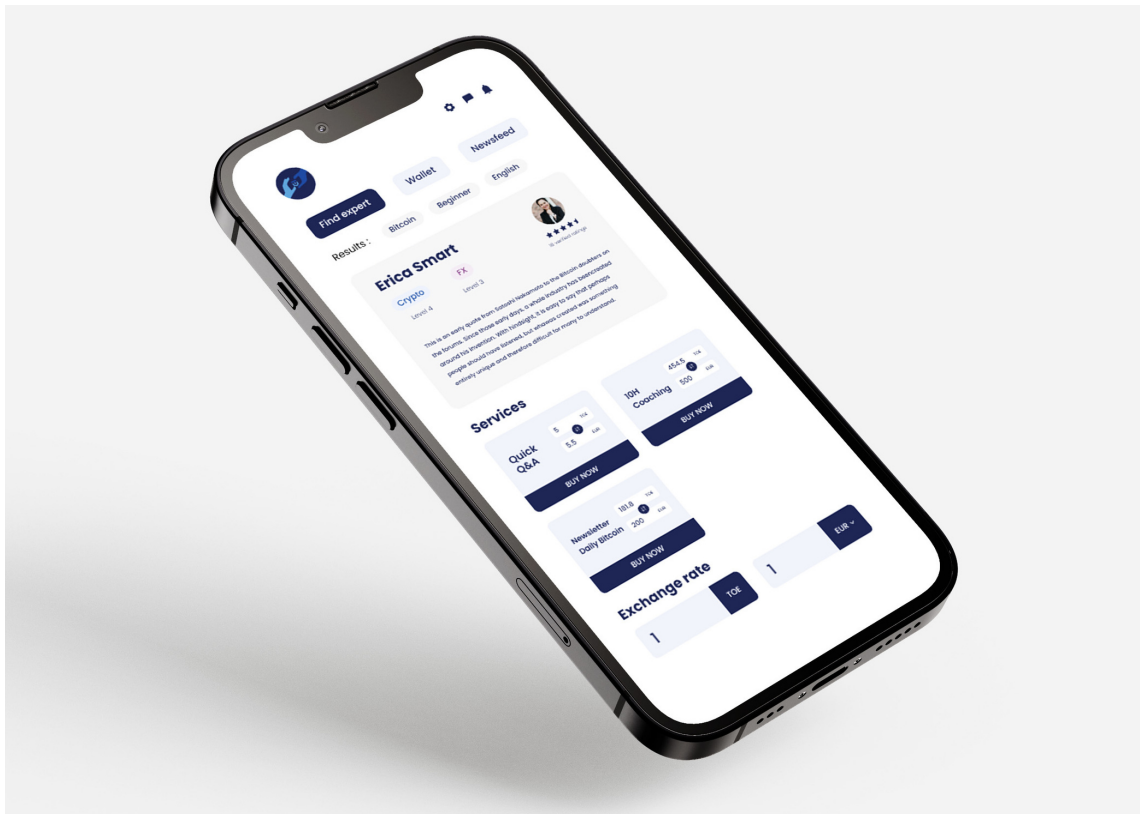 Find expert
Wallet
Newsfeed
Results :
Bitcoin
Beginner
English
Erica Smart
Crypto
Level 4
FX
Level 3
This is an early quote from Satoshi Nakamoto to the Bitcoin doubters on
the forums. Since those early days, a whole industry has beencreated
around his invention. With hindsight, it is easy to say that perhaps
people should have listened, but whawas created was something
entirely unique and therefore difficult for many to understand.
verified ratings
Services
Quick
Q&A
5
TOE
5.5
EUR
BUY NOW
10H
Coaching
454.5
TOE
500
EUR
BUY NOW
Newsletter
Daily Bitcoin
181.8
TOE
200
EUR
BUY NOW
Exchange rate
1
TOE
1
EUR